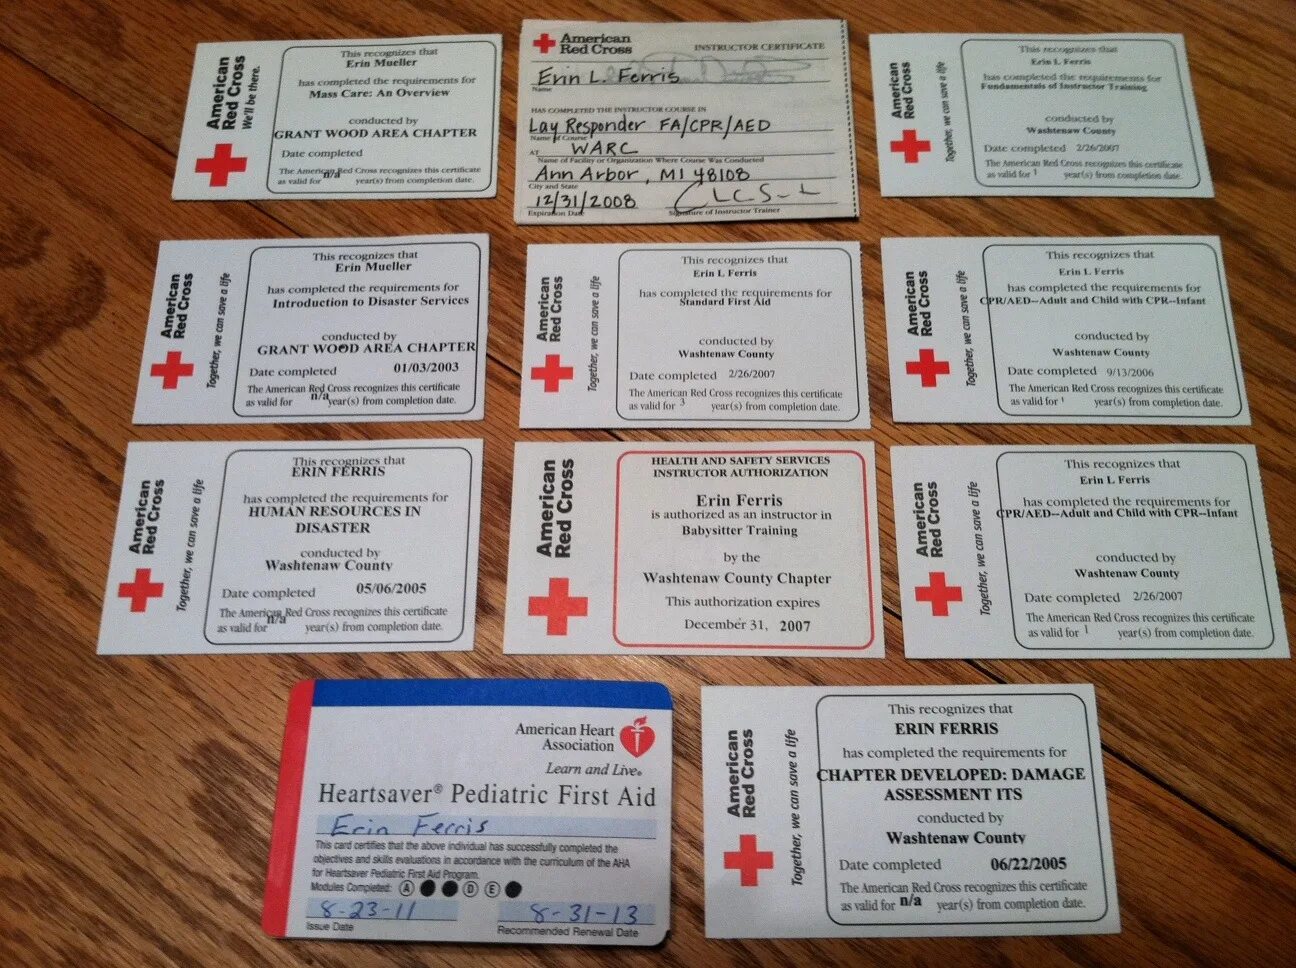 American
Red Cross
We'll be there.
This recognizes that
Erin Mueller
has completed the requirements for
Mass Care: An Overview
conducted by
GRANT WOOD AREA CHAPTER
Date completed
The American Red Cross recognizes this certificate
as valid for n/a year(s) from completion date.
American
Red Cross
INSTRUCTOR CERTIFICATE
Erin L. Ferris
Name
HAS COMPLETED THE INSTRUCTOR COURSE IN
Lay Responder FA/CPR/AED
Name of Course
AT WARC
Name of Facility or Organization Where Course Was Conducted
Ann Arbor, MI 48108
City and State
12/31/2008
Expiration Date
Signature of Instructor Trainer
American
Red Cross
Together, we can save a life
This recognizes that
Erin L Ferris
has completed the requirements for
Fundamentals of Instructor Training
conducted by
Washtenaw County
Date completed 2/26/2007
The American Red Cross recognizes this certificate
as valid for 1 year(s) from completion date.
American
Red Cross
Together, we can save a life
This recognizes that
Erin Mueller
has completed the requirements for
Introduction to Disaster Services
conducted by
GRANT WOOD AREA CHAPTER
Date completed 01/03/2003
The American Red Cross recognizes this certificate
as valid for n/a year(s) from completion date.
American
Red Cross
Together, we can save a life
This recognizes that
Erin L Ferris
has completed the requirements for
Standard First Aid
conducted by
Washtenaw County
Date completed 2/26/2007
The American Red Cross recognizes this certificate
as valid for 3 year(s) from completion date.
American
Red Cross
Together, we can save a life
This recognizes that
Erin L Ferris
has completed the requirements for
CPR/AED--Adult and Child with CPR--Infant
conducted by
Washtenaw County
Date completed 9/13/2006
The American Red Cross recognizes this certificate
as valid for 1 year(s) from completion date.
American
Red Cross
Together, we can save a life
This recognizes that
ERIN FERRIS
has completed the requirements for
HUMAN RESOURCES IN
DISASTER
conducted by
Washtenaw County
Date completed 05/06/2005
The American Red Cross recognizes this certificate
as valid for n/a year(s) from completion date.
American
Red Cross
HEALTH AND SAFETY SERVICES
INSTRUCTOR AUTHORIZATION
Erin Ferris
is authorized as an instructor in
Babysitter Training
by the
Washtenaw County Chapter
This authorization expires
December 31, 2007
American
Red Cross
Together, we can save a life
This recognizes that
Erin L Ferris
has completed the requirements for
CPR/AED--Adult and Child with CPR--Infant
conducted by
Washtenaw County
Date completed 2/26/2007
The American Red Cross recognizes this certificate
as valid for 1 year(s) from completion date.
American Heart
Association
Learn and Live®
Heartsaver® Pediatric First Aid
Erin Ferris
This card certifies that the above individual has successfully completed the
objectives and skills evaluations in accordance with the curriculum of the AHA
for Heartsaver Pediatric First Aid Program.
Modules Completed: A D E
8-23-11 8-31-13
Issue Date Recommended Renewal Date
American
Red Cross
Together, we can save a life
This recognizes that
ERIN FERRIS
has completed the requirements for
CHAPTER DEVELOPED: DAMAGE
ASSESSMENT ITS
conducted by
Washtenaw County
Date completed 06/22/2005
The American Red Cross recognizes this certificate
as valid for n/a year(s) from completion date.